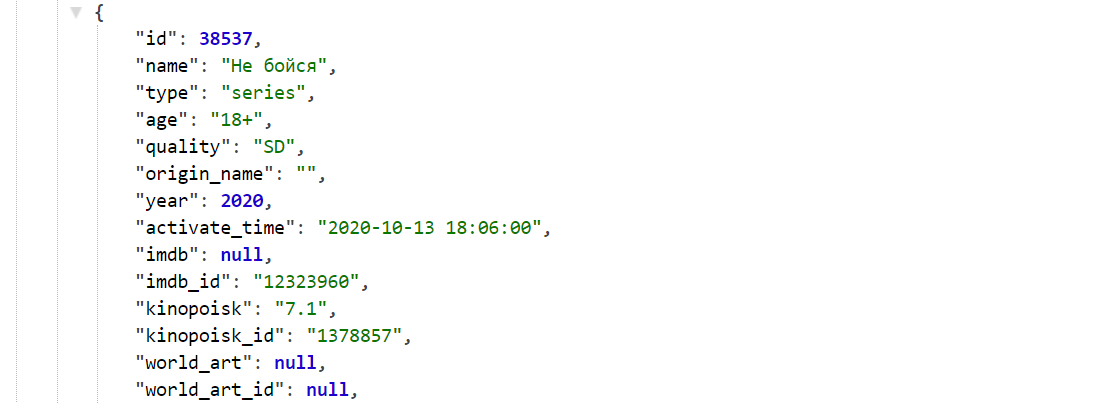 {
"id": 38537,
"name": "Не бойся",
"type": "series",
"age": "18+",
"quality": "SD",
"origin_name": "",
"year": 2020,
"activate_time": "2020-10-13 18:06:00",
"imdb": null,
"imdb_id": "12323960",
"kinopoisk": "7.1",
"kinopoisk_id": "1378857",
"world_art": null,
"world_art_id": null,